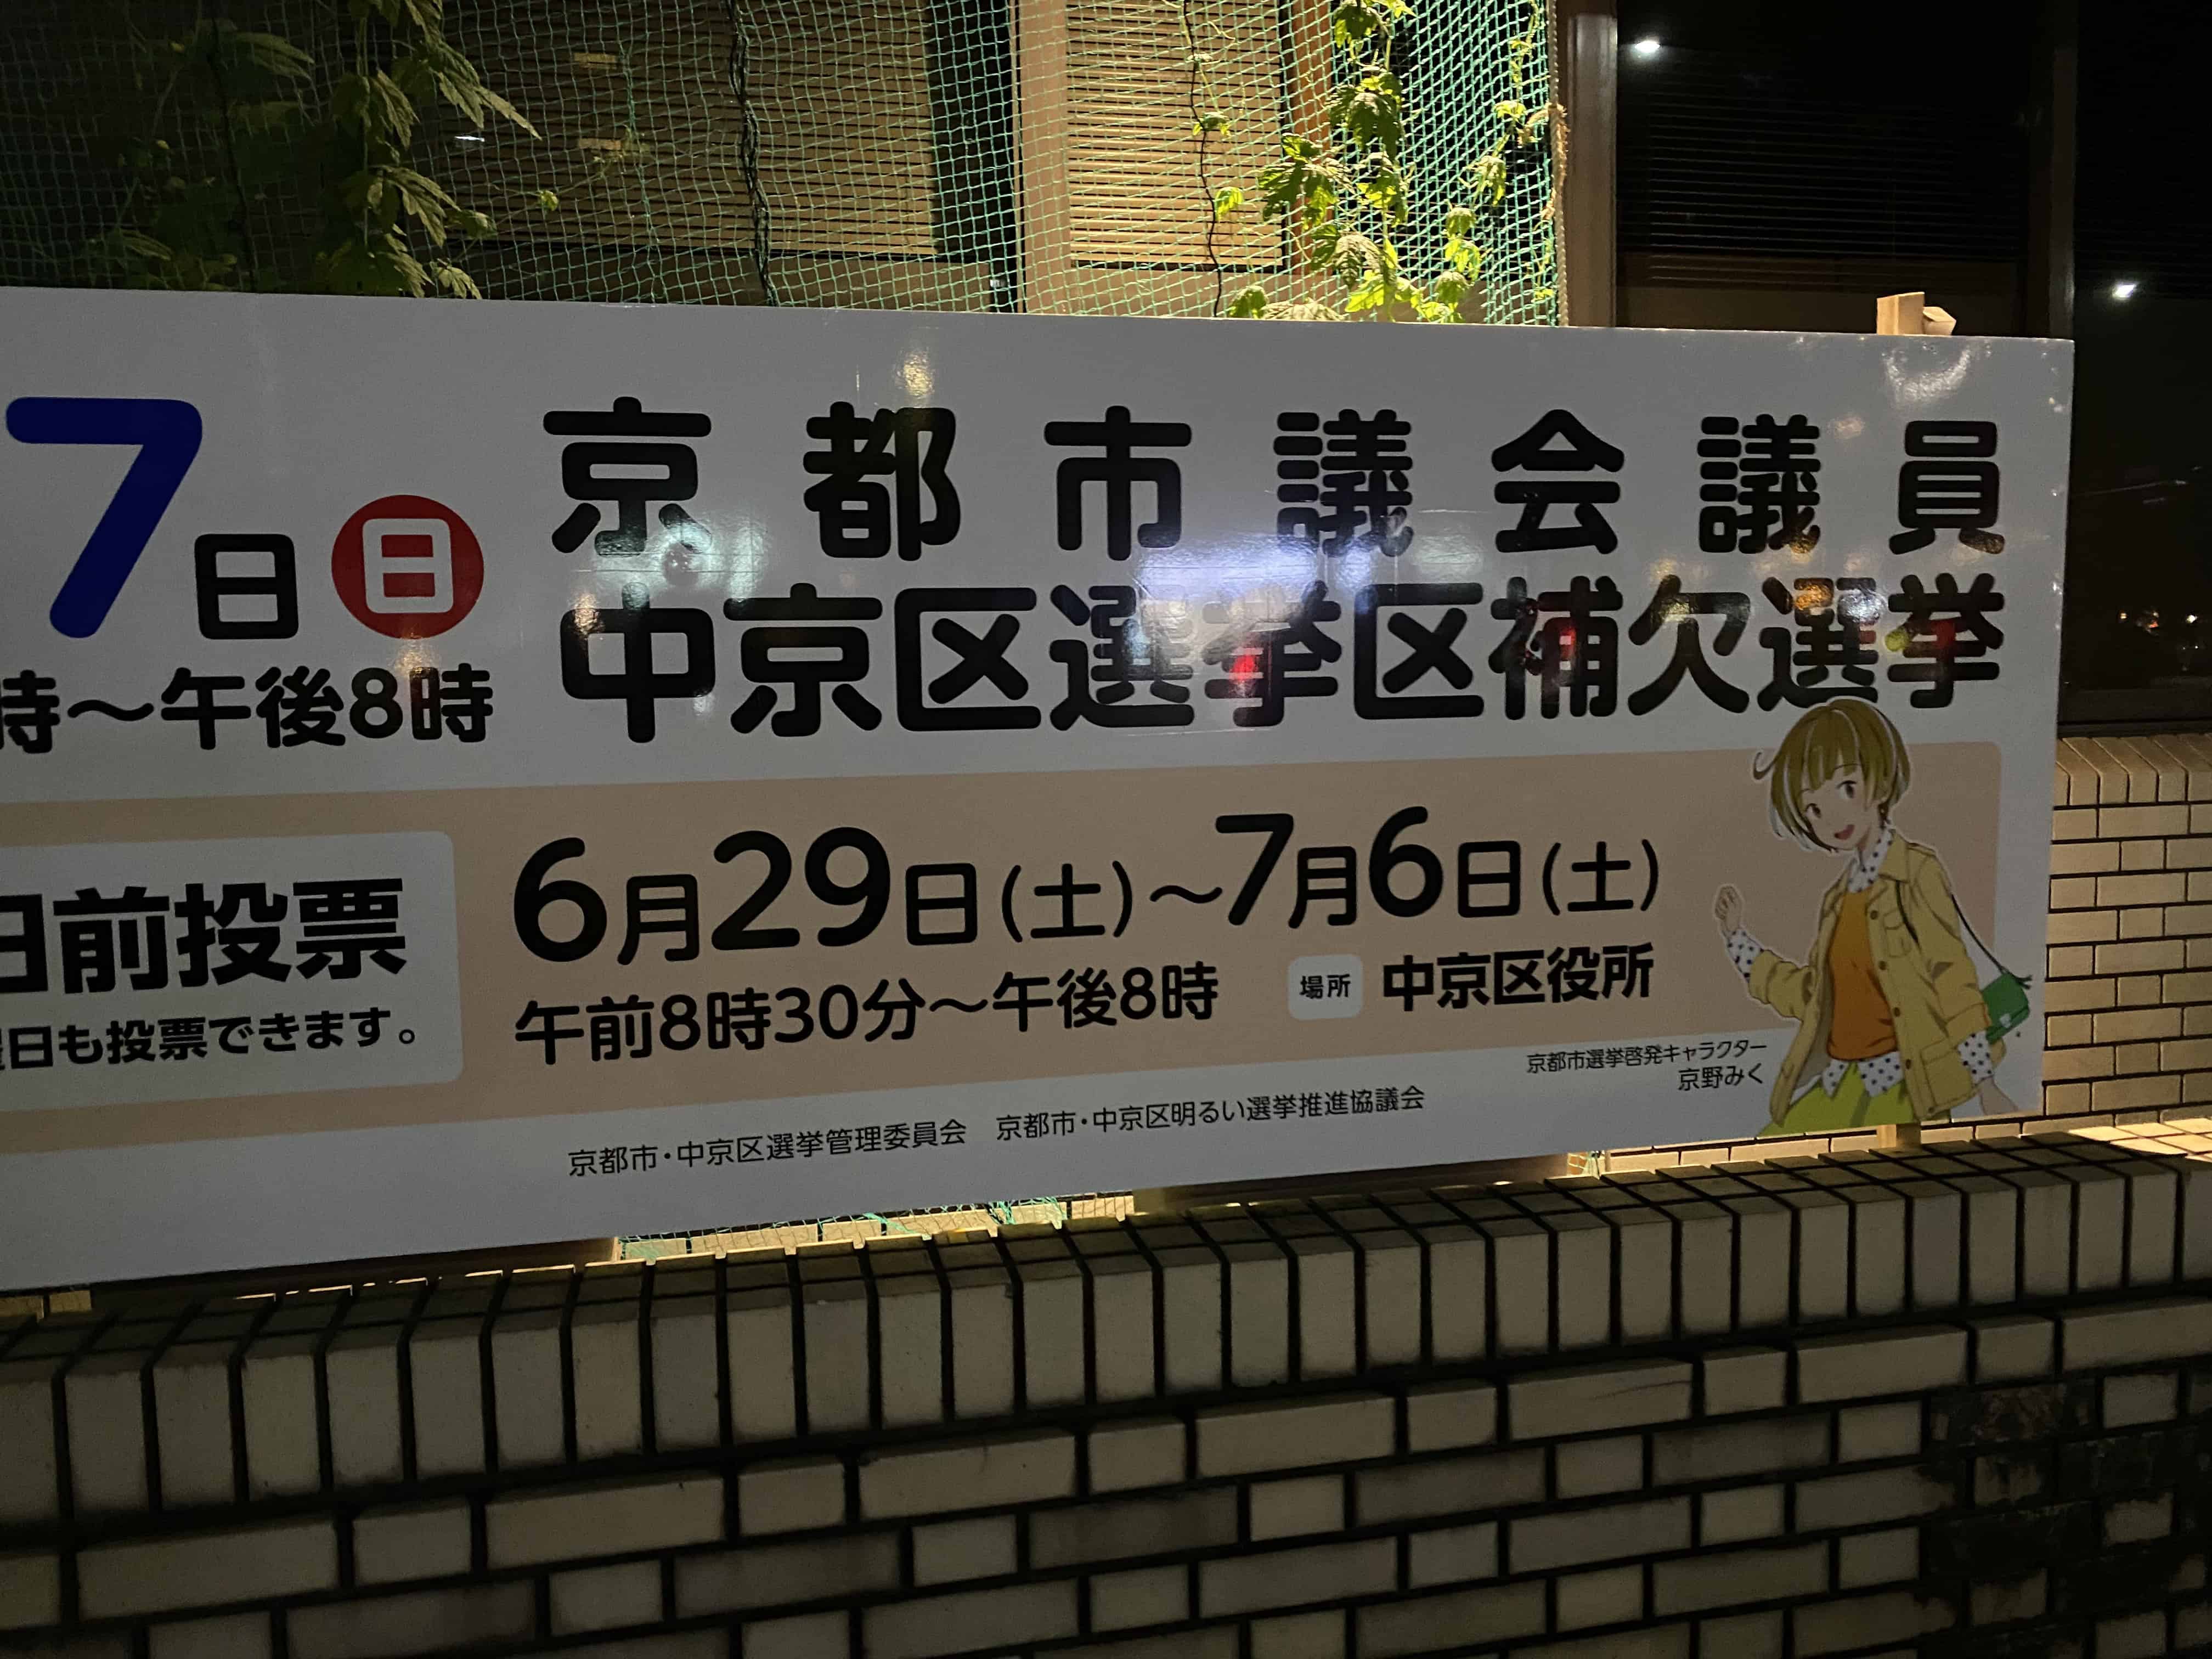 7日 日
時～午後8時
京都市議会議員
中京区選挙区補欠選挙
日前投票
曜日も投票できます。
6月29日(土)～7月6日(土)
午前8時30分～午後8時 場所 中京区役所
京都市選挙啓発キャラクター
京野みく
京都市・中京区選挙管理委員会 京都市・中京区明るい選挙推進協議会